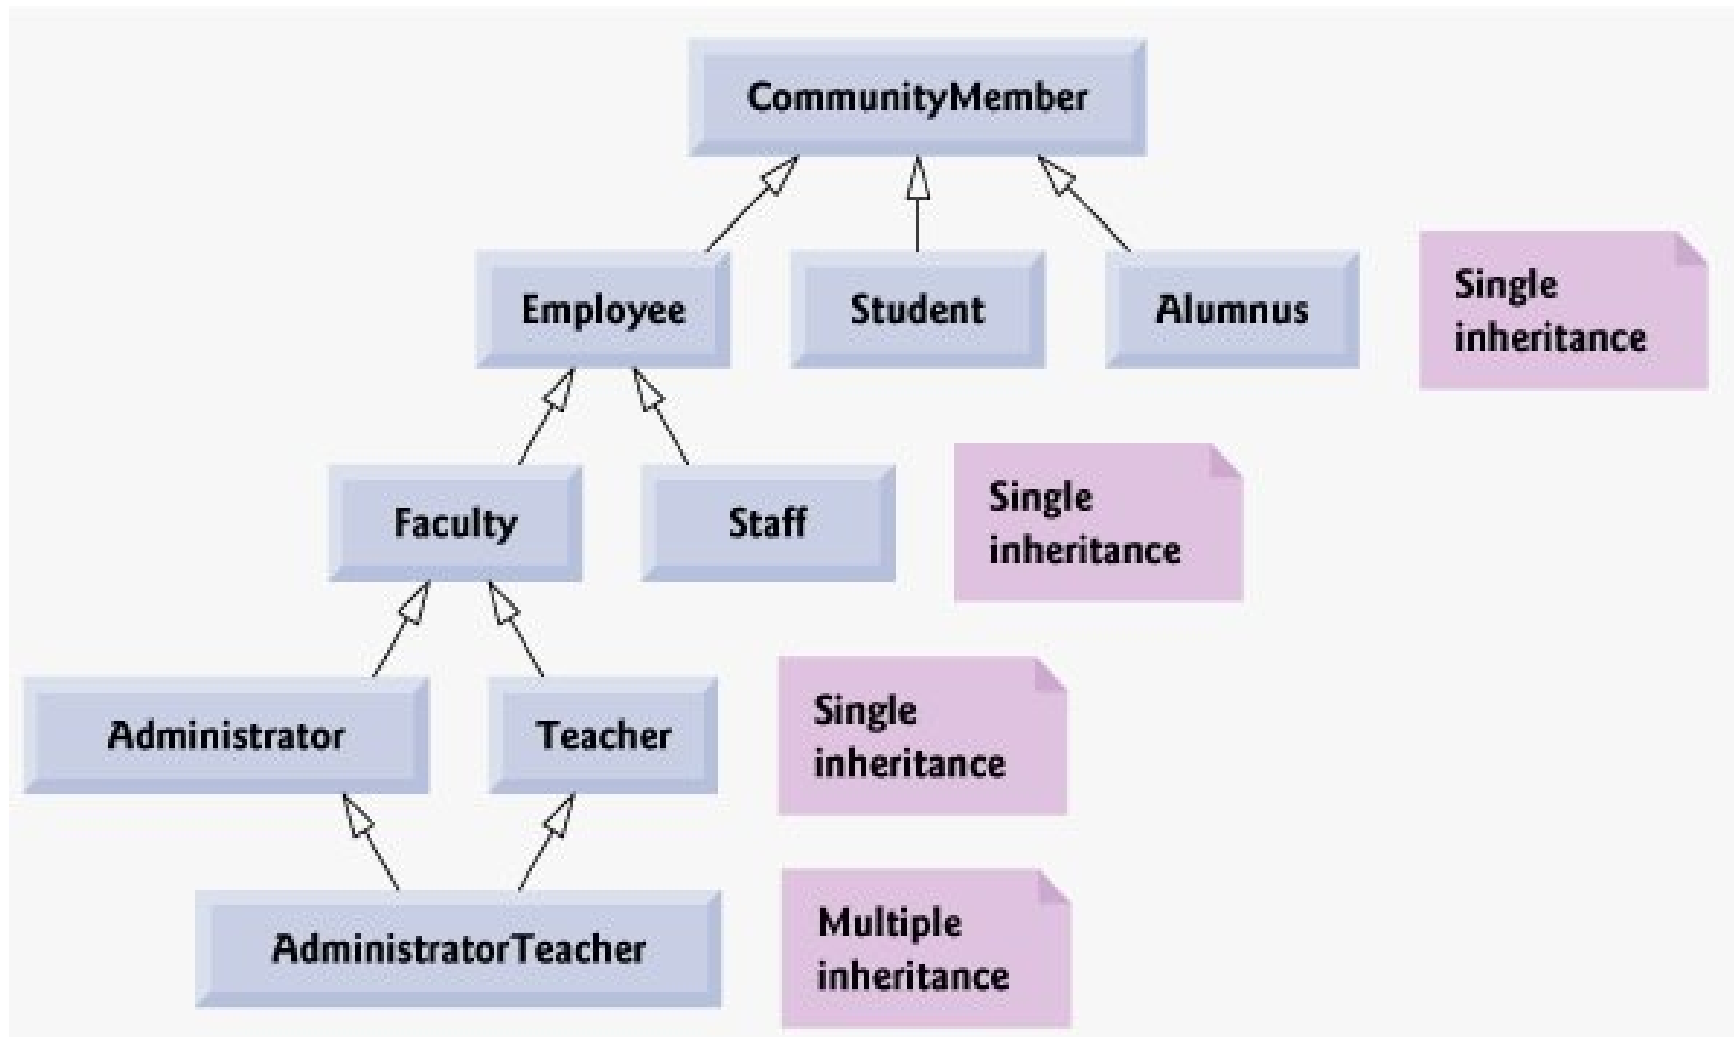 CommunityMember
Employee
Student
Alumnus
Single
inheritance
Faculty
Staff
Single
inheritance
Administrator
Teacher
Single
inheritance
AdministratorTeacher
Multiple
inheritance